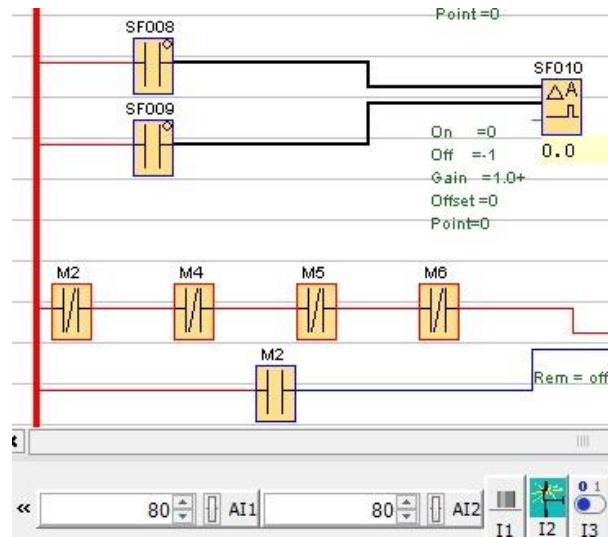 Point =0
SF008
SF010
SF009
0.0
On =0
Off =-1
Gain =1.0+
Offset =0
Point=0
M2 M4 M5 M6
M2
Rem = off
« 80 AI1 80 AI2
0 1
I1 I2 I3